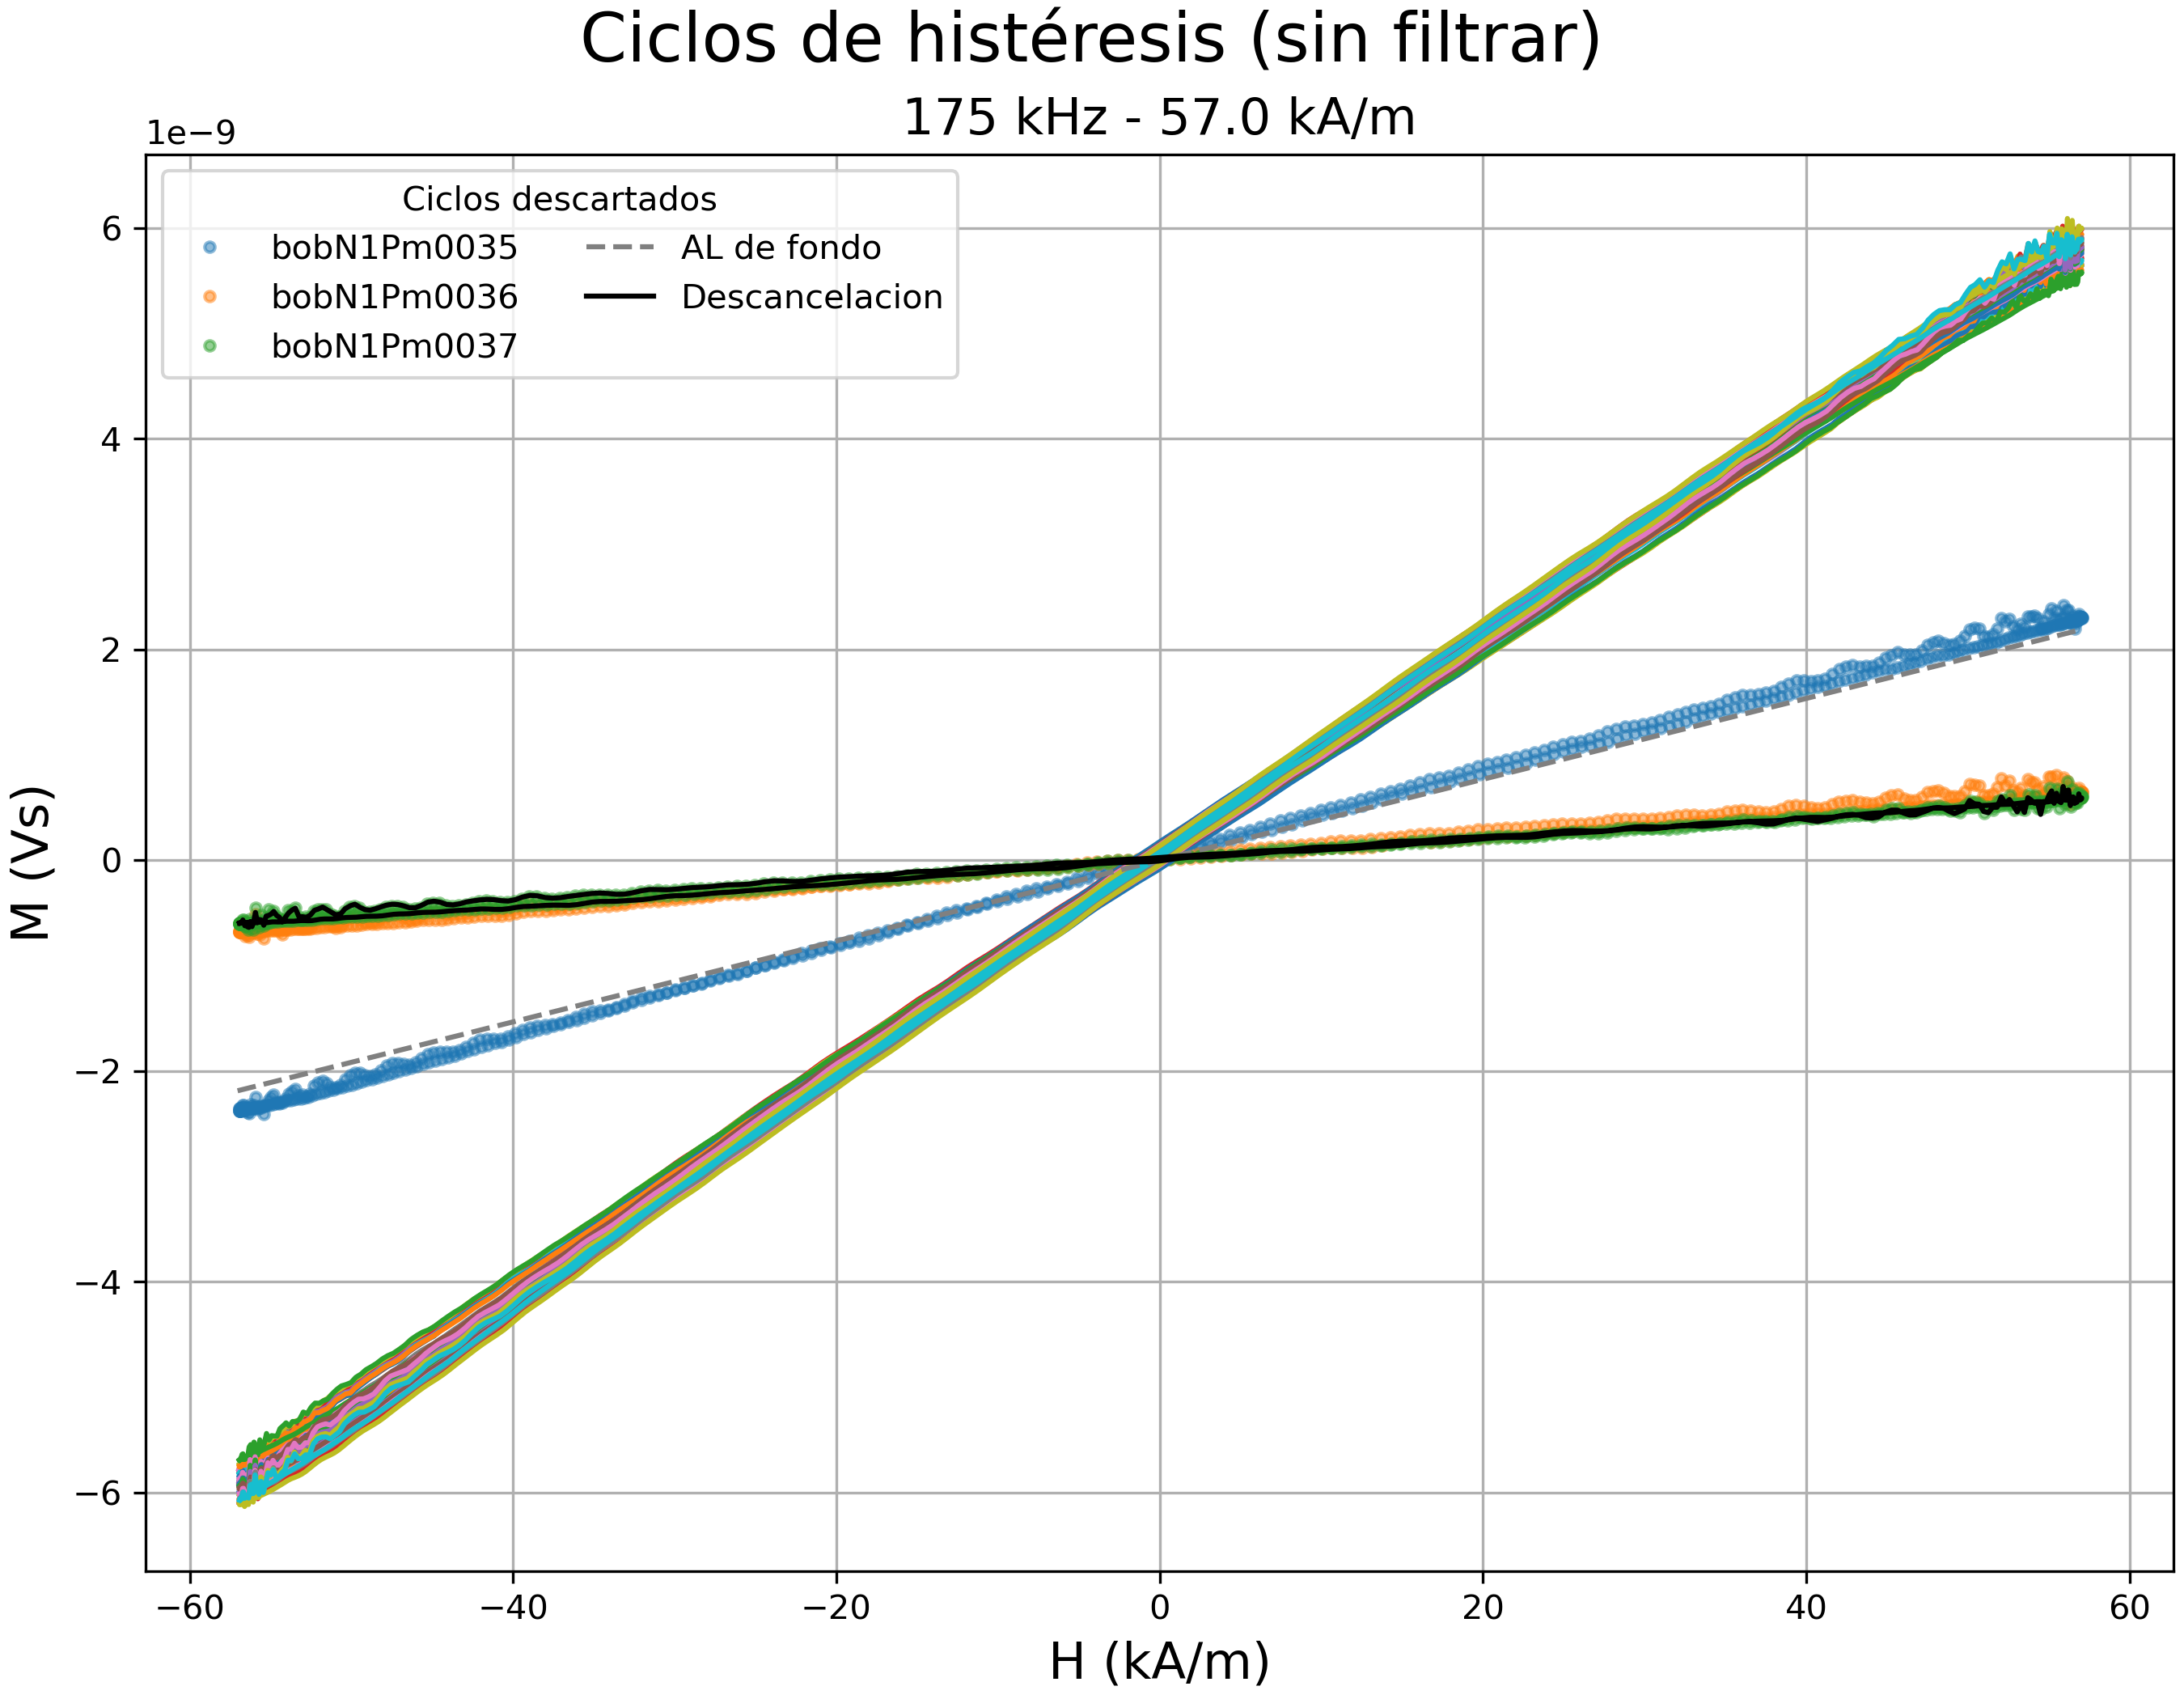 Ciclos de histéresis (sin filtrar)
175 kHz - 57.0 kA/m
1e−9
Ciclos descartados
bobN1Pm0035
bobN1Pm0036
bobN1Pm0037
AL de fondo
Descancelacion
6
4
2
0
−2
−4
−6
M (Vs)
−60 −40 −20 0 20 40 60
H (kA/m)